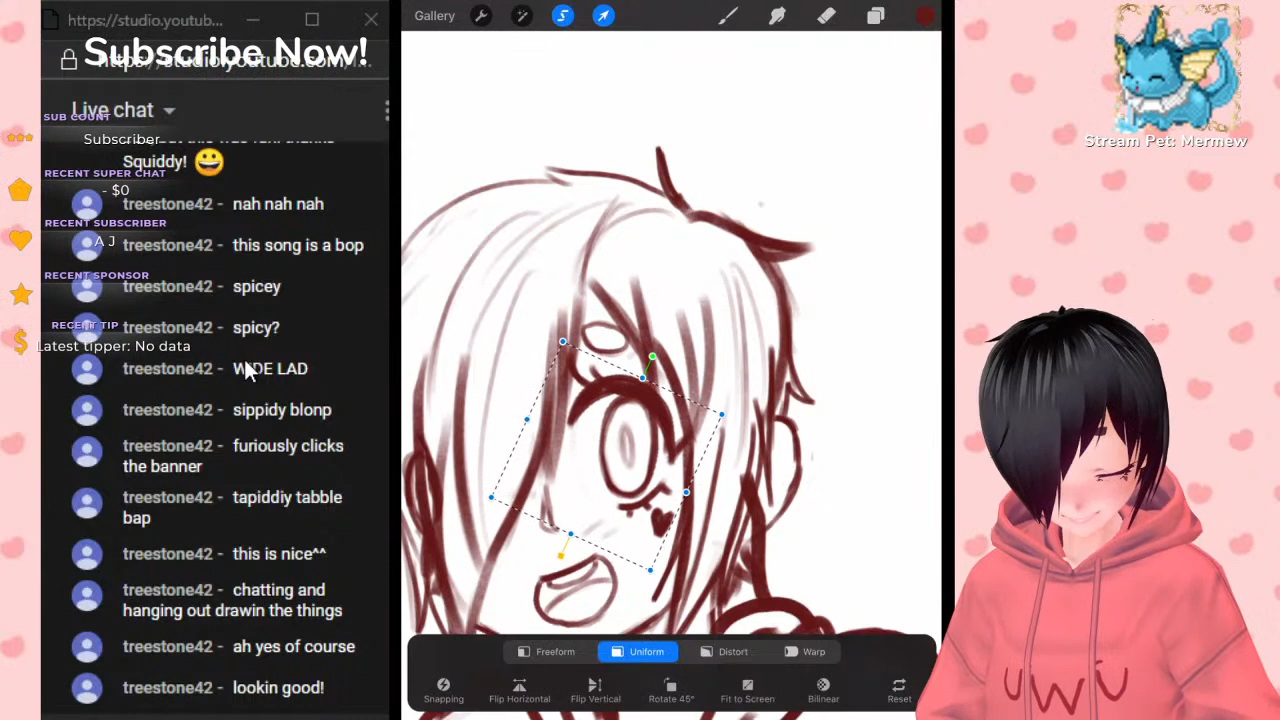 https://studio.youtub...
Subscribe Now!
https://studio.youtube.com/l...
Live chat
SUB COUNT
Subscriber
Squiddy! 😀
RECENT SUPER CHAT
- $0
treestone42 - nah nah nah
RECENT SUBSCRIBER
A J
treestone42 - this song is a bop
RECENT SPONSOR
treestone42 - spicey
RECENT TIP
treestone42 - spicy?
Latest tipper: No data
treestone42 - WIDE LAD
treestone42 - sippidy blonp
treestone42 - furiously clicks
the banner
treestone42 - tapiddiy tabble
bap
treestone42 - this is nice^^
treestone42 - chatting and
hanging out drawin the things
treestone42 - ah yes of course
treestone42 - lookin good!
Gallery
Freeform
Uniform
Distort
Warp
Snapping
Flip Horizontal
Flip Vertical
Rotate 45°
Fit to Screen
Bilinear
Reset
Stream Pet: Mermew
UWU